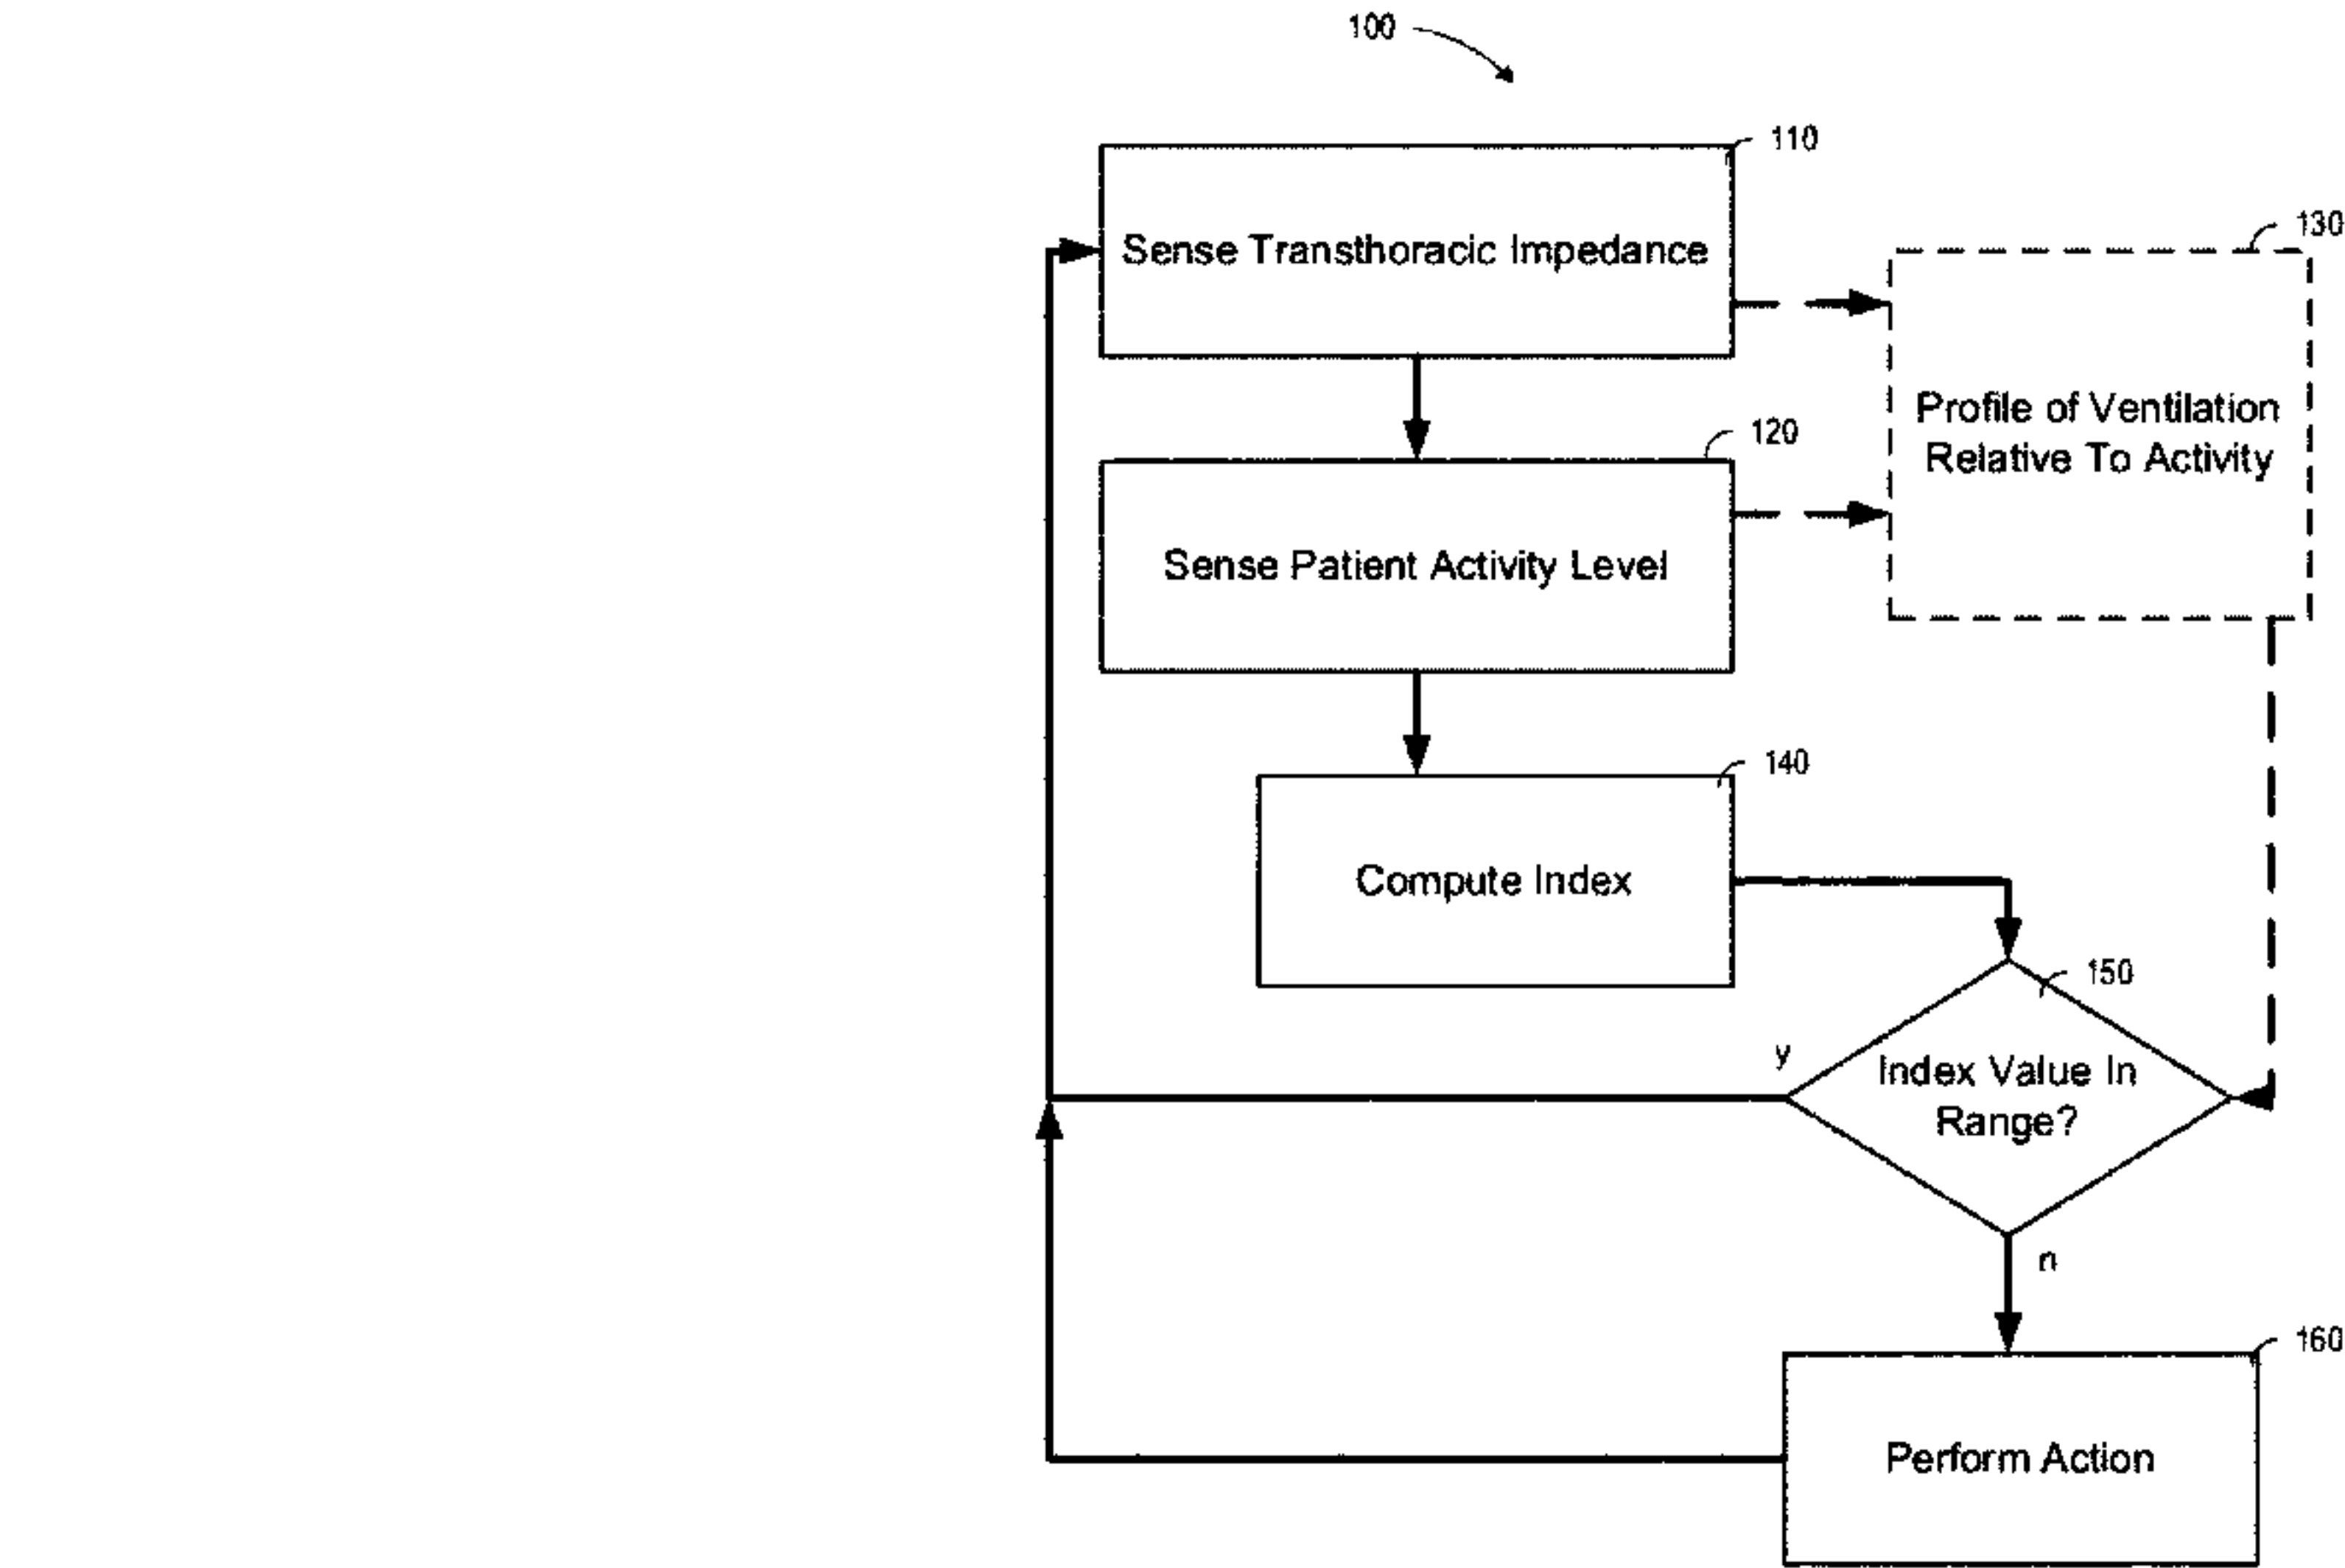 100
110
Sense Transthoracic Impedance
130
Profile of Ventilation
Relative To Activity
120
Sense Patient Activity Level
140
Compute Index
150
y
Index Value In
Range?
n
160
Perform Action